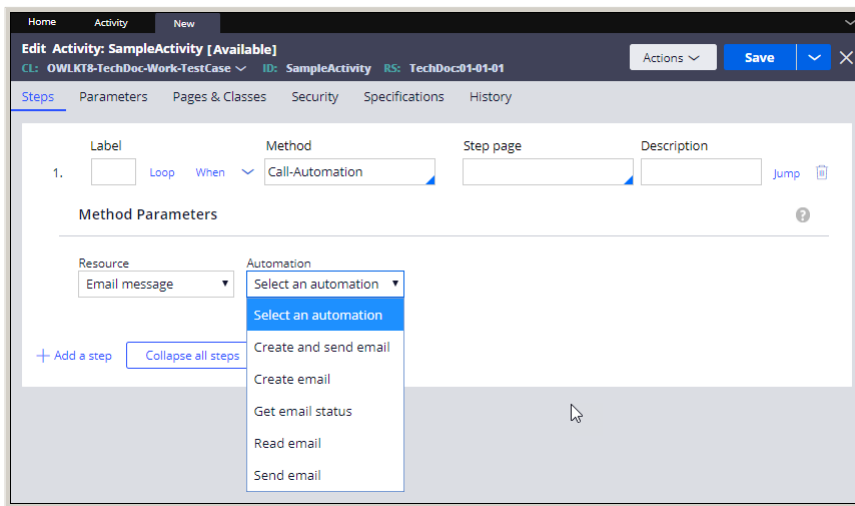 Home Activity New
Edit Activity: SampleActivity [Available]
CL: OWLKT8-TechDoc-Work-TestCase ID: SampleActivity RS: TechDoc:01-01-01
Actions Save
Steps Parameters Pages & Classes Security Specifications History
Label Method Step page Description
1. Loop When Call-Automation Jump
Method Parameters
?
Resource Automation
Email message Select an automation
Select an automation
Create and send email
+ Add a step Collapse all steps
Create email
Get email status
Read email
Send email